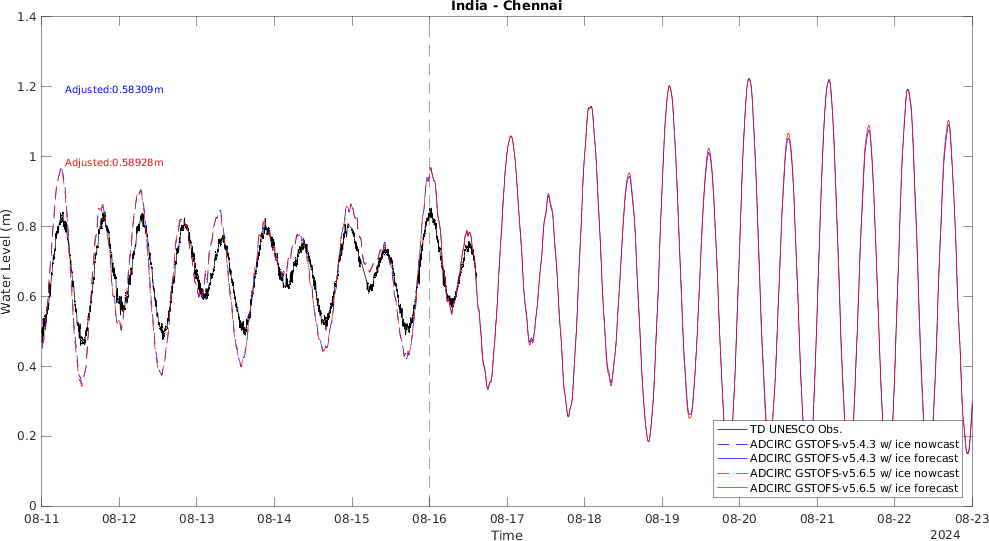 India - Chennai
1.4
1.2
1
0.8
0.6
0.4
0.2
0
Water Level (m)
Adjusted:0.58309m
Adjusted:0.58928m
TD UNESCO Obs.
ADCIRC GSTOFS-v5.4.3 w/ ice nowcast
ADCIRC GSTOFS-v5.4.3 w/ ice forecast
ADCIRC GSTOFS-v5.6.5 w/ ice nowcast
ADCIRC GSTOFS-v5.6.5 w/ ice forecast
08-11 08-12 08-13 08-14 08-15 08-16 08-17 08-18 08-19 08-20 08-21 08-22 08-23
Time
2024